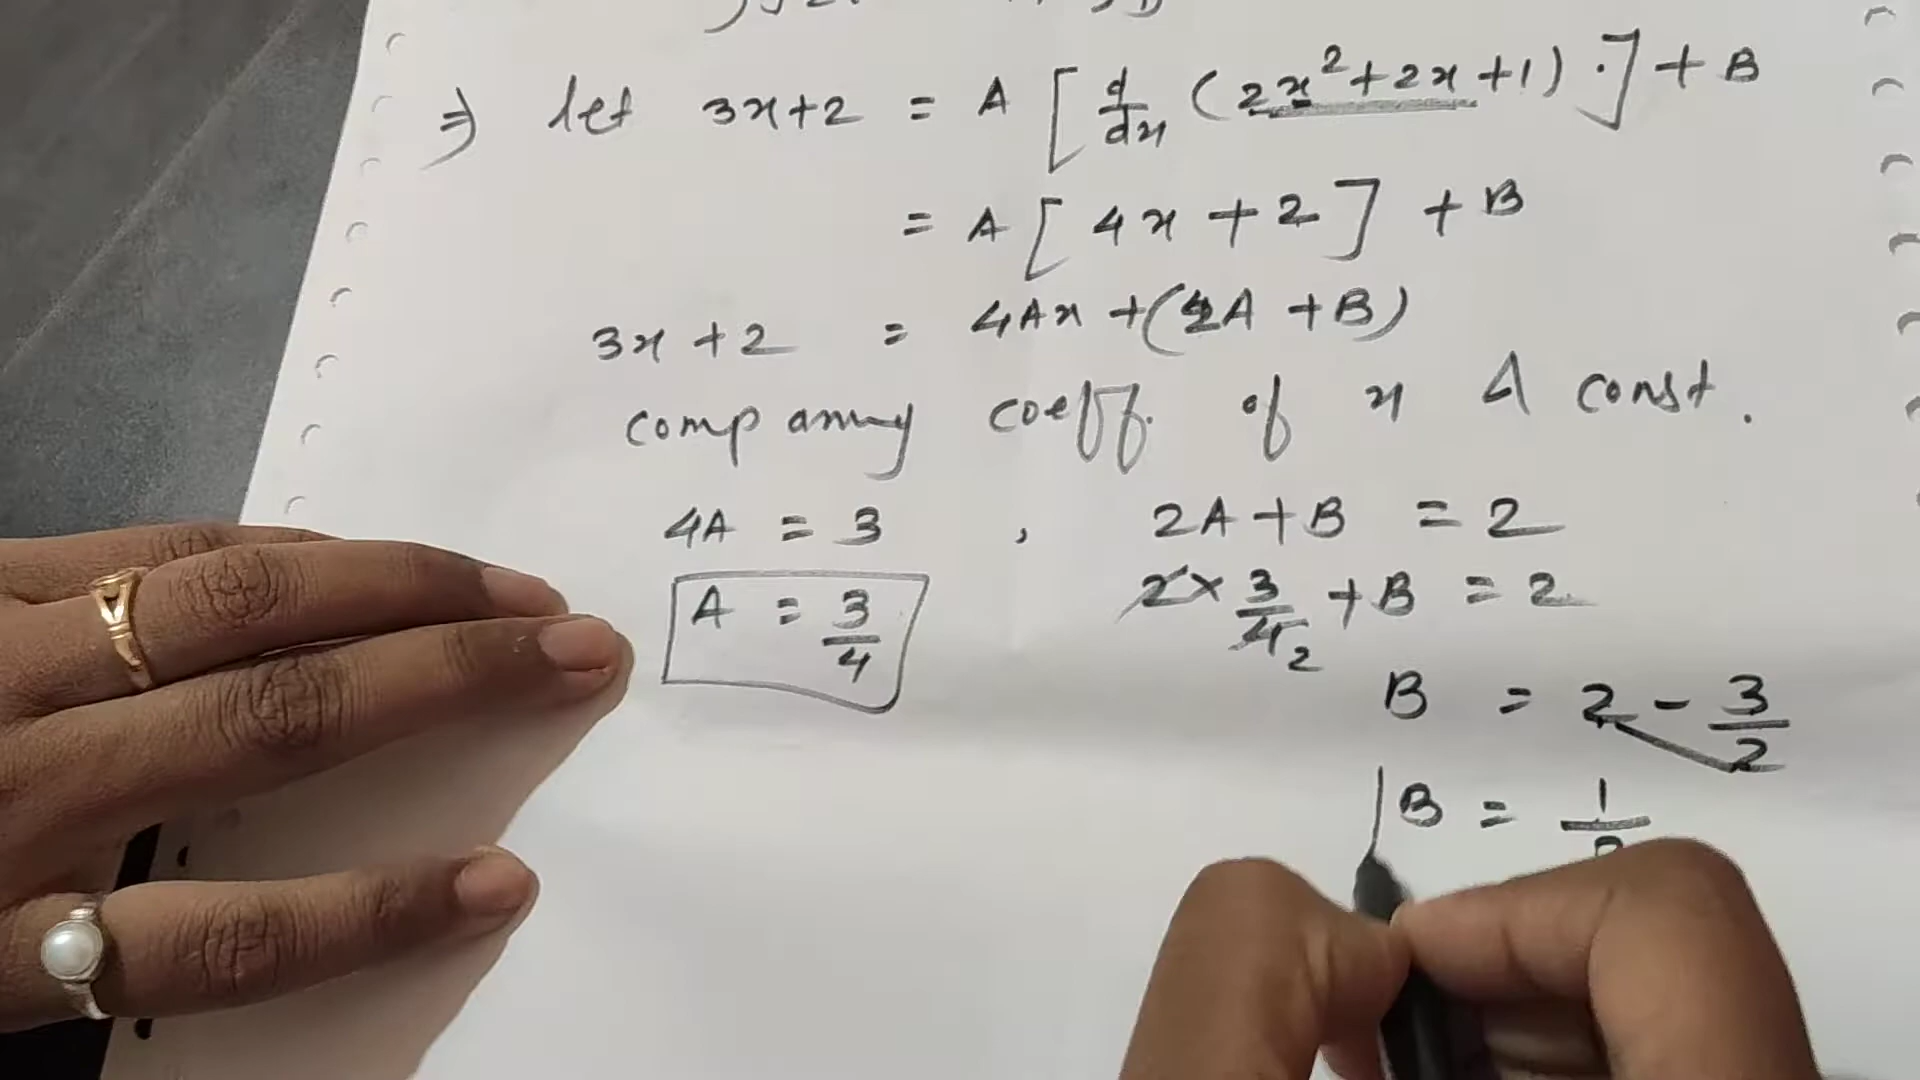 ⇒ let 3x+2 = A [ d/dx (2x²+2x+1) ] + B
= A [ 4x + 2 ] + B
3x + 2 = 4Ax + (2A + B)
comparing coeff. of x & const.
4A = 3 , 2A + B = 2
A = 3/4
2 × 3/4 2 + B = 2
B = 2 - 3/2
B = 1/